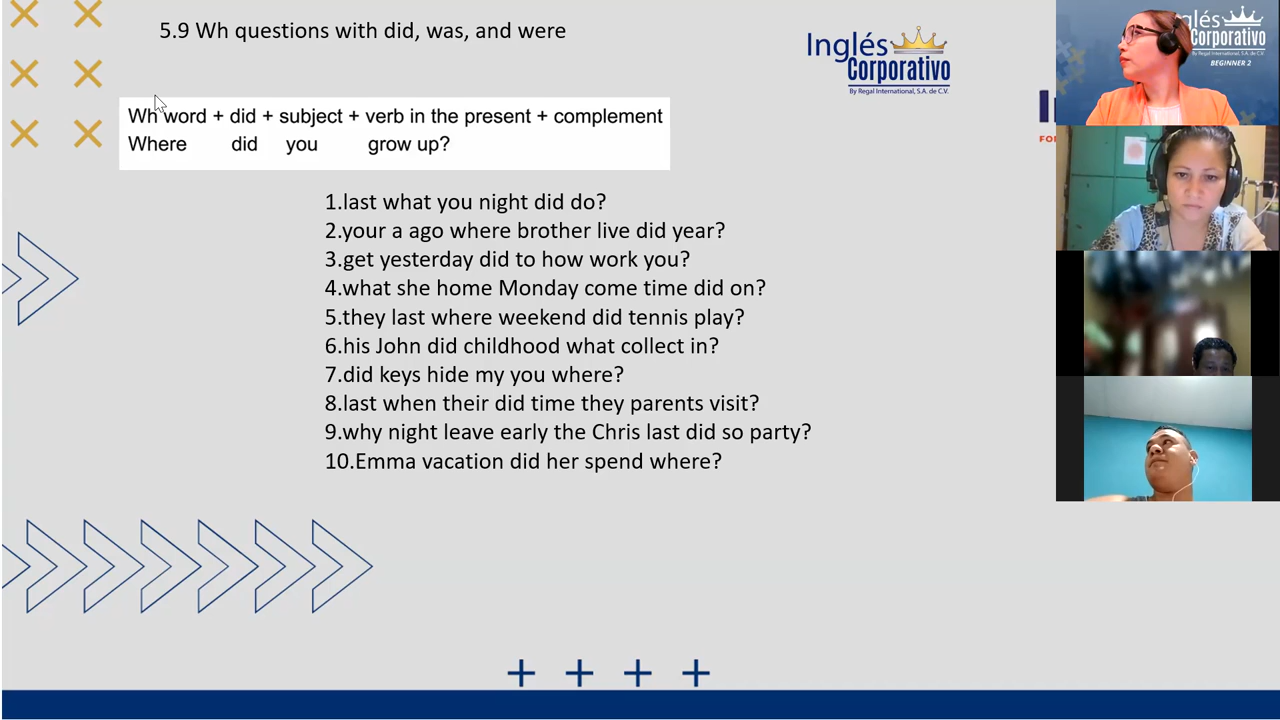 5.9 Wh questions with did, was, and were
Inglés
Corporativo
By Regal International, S.A. de C.V.
Wh word + did + subject + verb in the present + complement
Where did you grow up?
1.last what you night did do?
2.your a ago where brother live did year?
3.get yesterday did to how work you?
4.what she home Monday come time did on?
5.they last where weekend did tennis play?
6.his John did childhood what collect in?
7.did keys hide my you where?
8.last when their did time they parents visit?
9.why night leave early the Chris last did so party?
10.Emma vacation did her spend where?
glés
Corporativo
By Regal International, S.A. de C.V.
BEGINNER 2